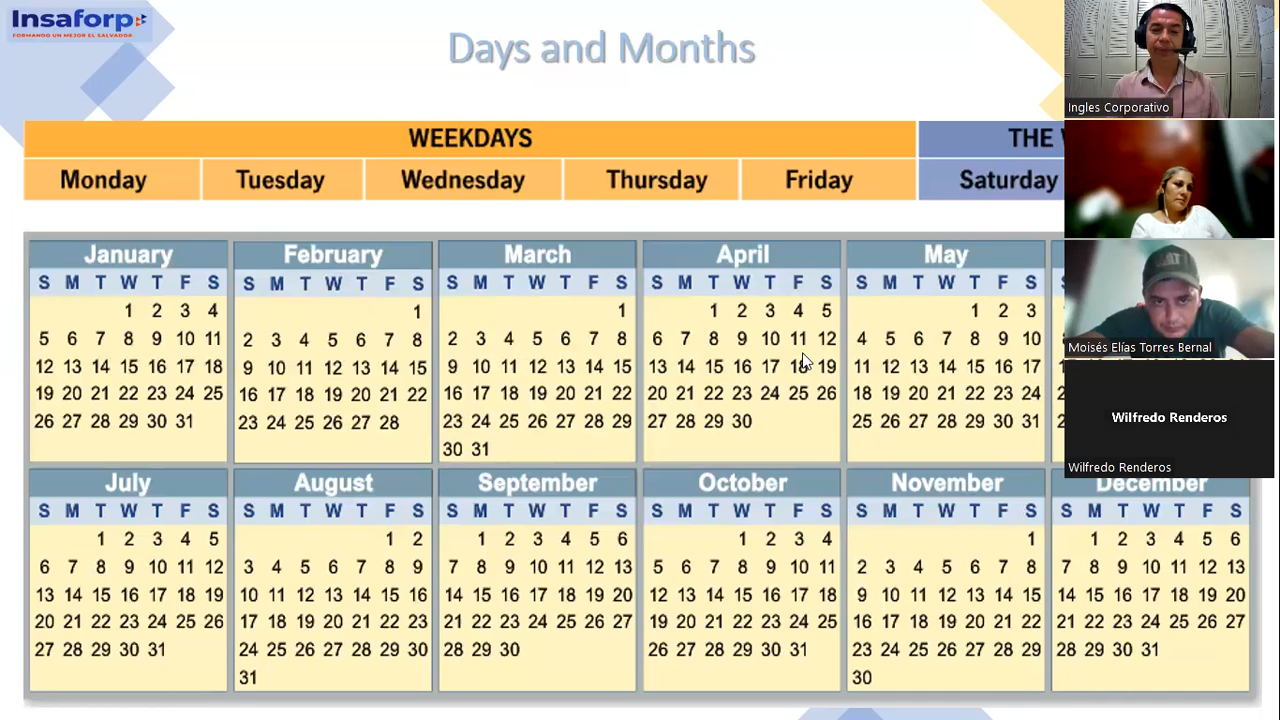 Insaforp
FORMANDO UN MEJOR EL SALVADOR
Days and Months
WEEKDAYS
THE
Monday Tuesday Wednesday Thursday Friday Saturday
January
S M T W T F S
1 2 3 4
5 6 7 8 9 10 11
12 13 14 15 16 17 18
19 20 21 22 23 24 25
26 27 28 29 30 31
February
S M T W T F S
1
2 3 4 5 6 7 8
9 10 11 12 13 14 15
16 17 18 19 20 21 22
23 24 25 26 27 28
March
S M T W T F S
1
2 3 4 5 6 7 8
9 10 11 12 13 14 15
16 17 18 19 20 21 22
23 24 25 26 27 28 29
30 31
April
S M T W T F S
1 2 3 4 5
6 7 8 9 10 11 12
13 14 15 16 17 18 19
20 21 22 23 24 25 26
27 28 29 30
May
S M T W T F S
1 2 3
4 5 6 7 8 9 10
11 12 13 14 15 16 17
18 19 20 21 22 23 24
25 26 27 28 29 30 31
July
S M T W T F S
1 2 3 4 5
6 7 8 9 10 11 12
13 14 15 16 17 18 19
20 21 22 23 24 25 26
27 28 29 30 31
August
S M T W T F S
1 2
3 4 5 6 7 8 9
10 11 12 13 14 15 16
17 18 19 20 21 22 23
24 25 26 27 28 29 30
31
September
S M T W T F S
1 2 3 4 5 6
7 8 9 10 11 12 13
14 15 16 17 18 19 20
21 22 23 24 25 26 27
28 29 30
October
S M T W T F S
1 2 3 4
5 6 7 8 9 10 11
12 13 14 15 16 17 18
19 20 21 22 23 24 25
26 27 28 29 30 31
November
S M T W T F S
1
2 3 4 5 6 7 8
9 10 11 12 13 14 15
16 17 18 19 20 21 22
23 24 25 26 27 28 29
30
December
S M T W T F S
1 2 3 4 5 6
7 8 9 10 11 12 13
14 15 16 17 18 19 20
21 22 23 24 25 26 27
28 29 30 31
Ingles Corporativo
Moisés Elías Torres Bernal
Wilfredo Renderos
Wilfredo Renderos